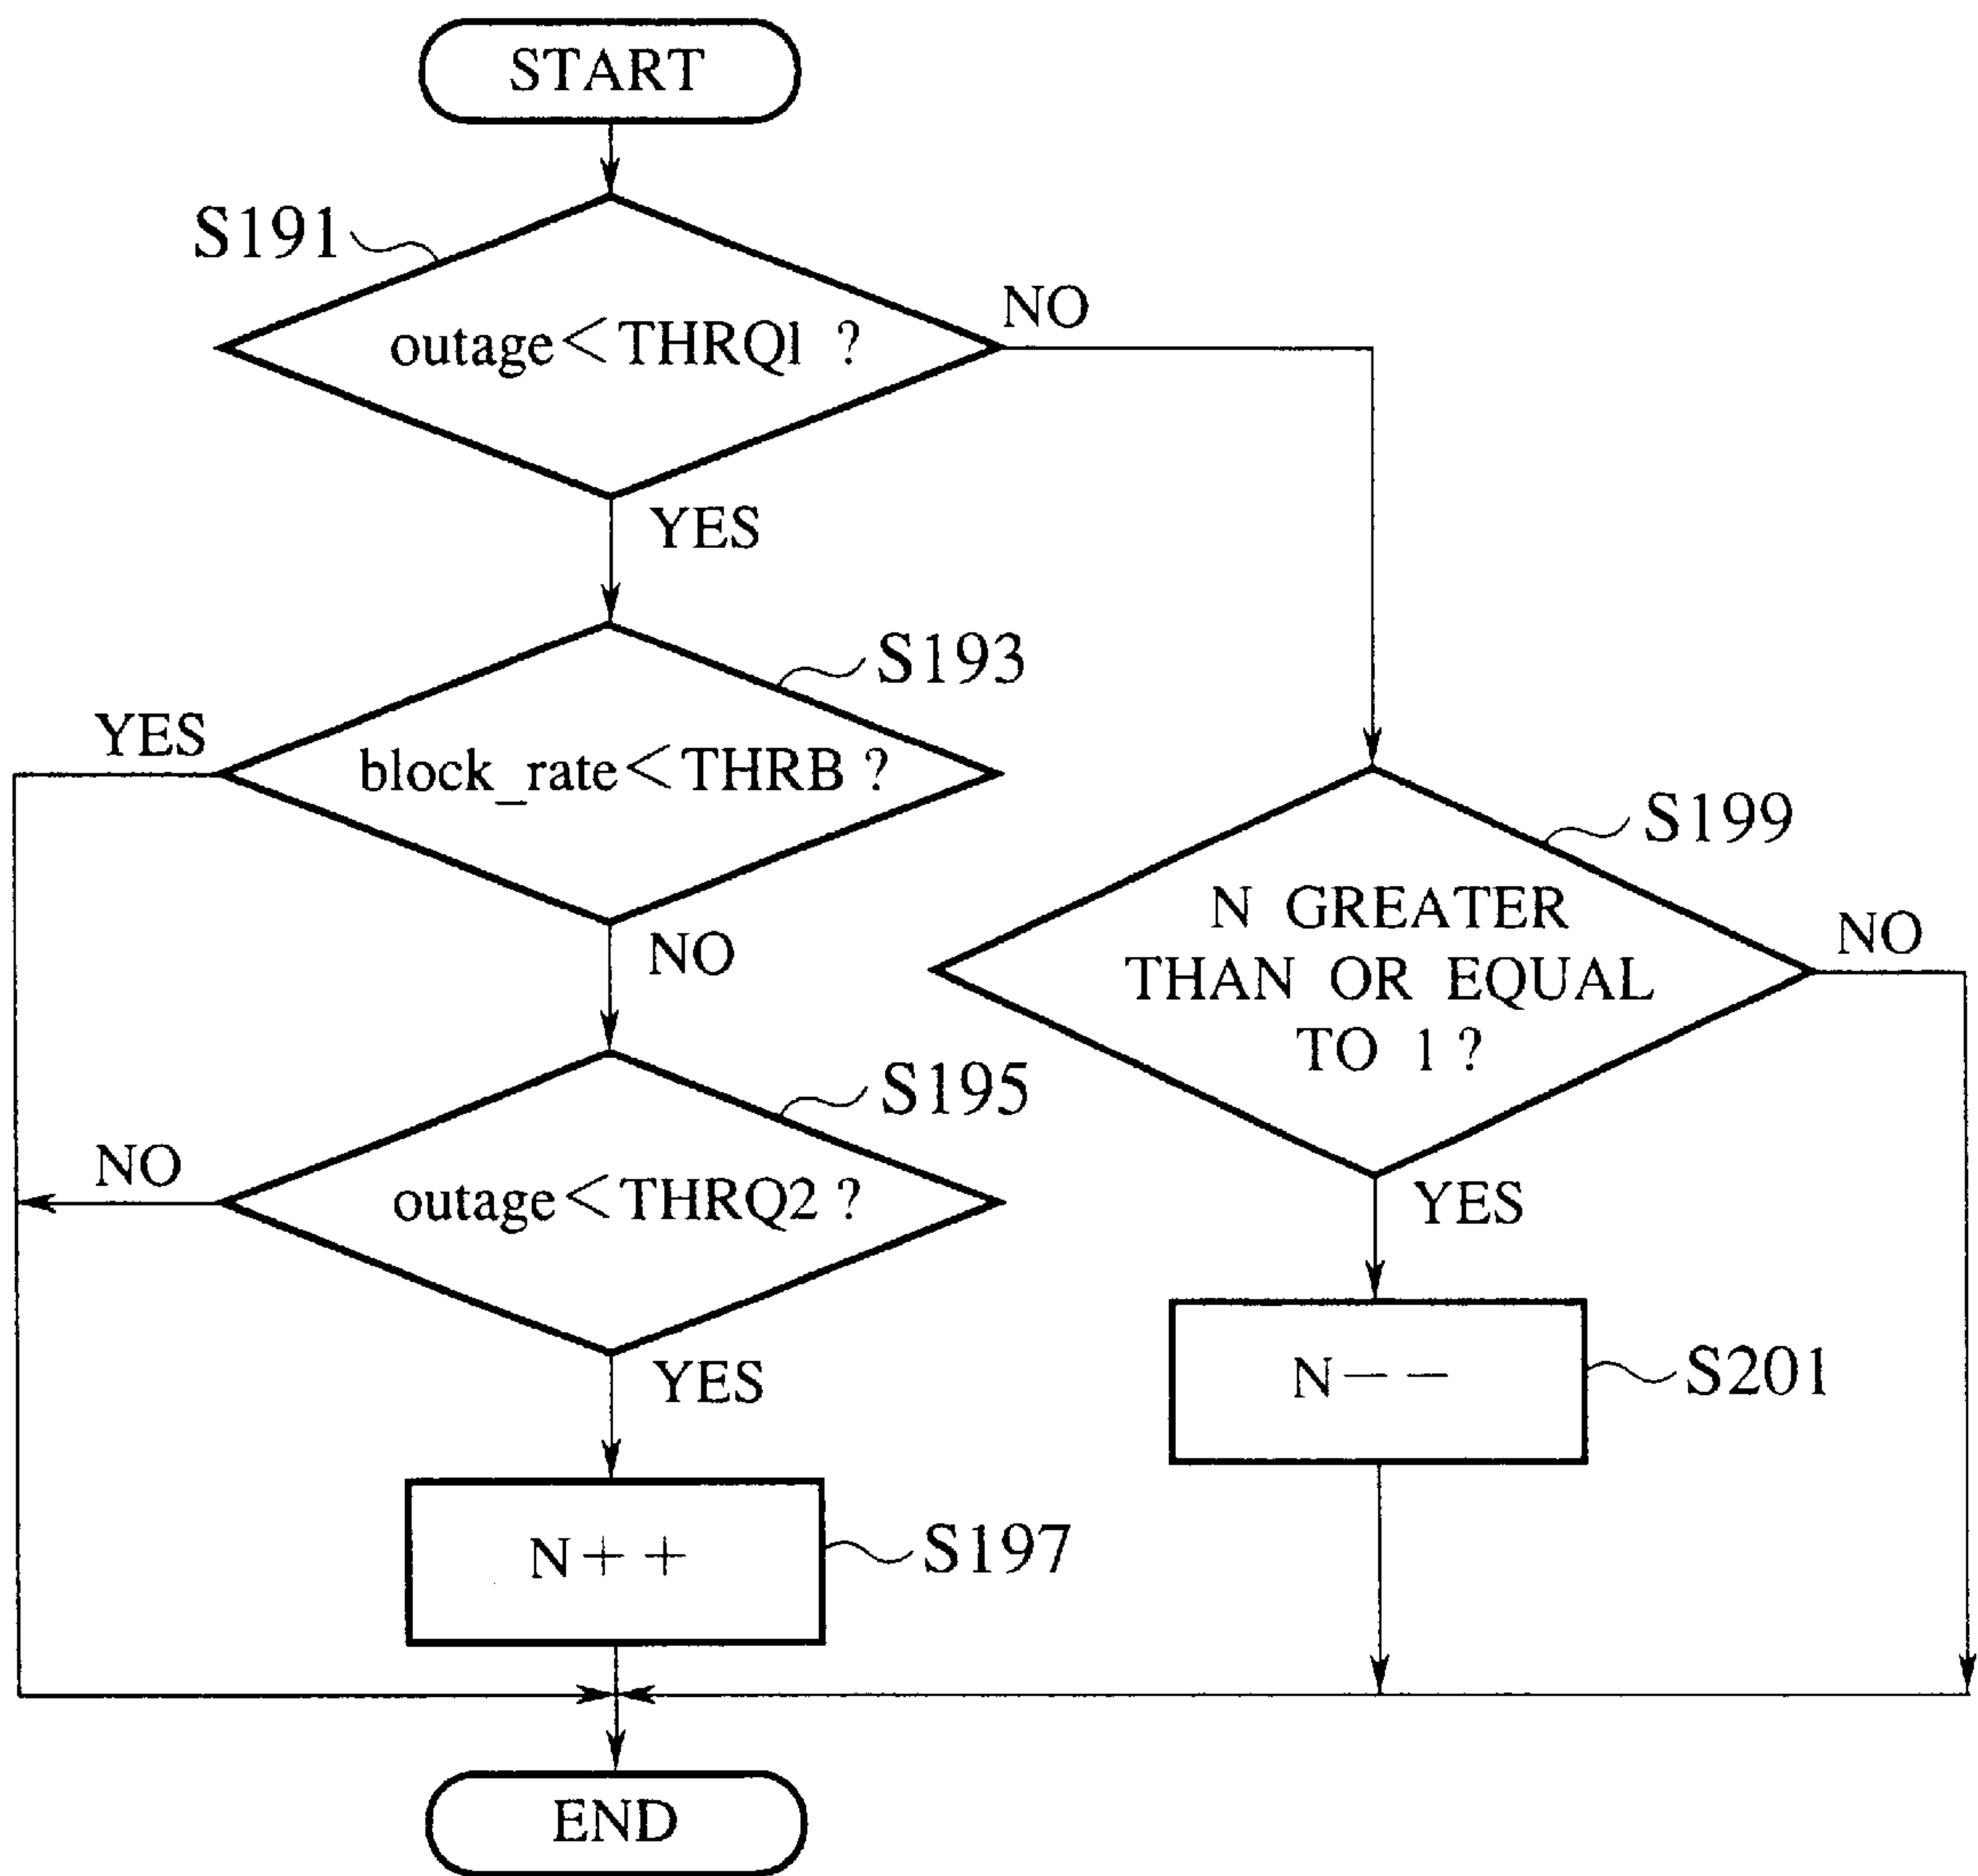 START
S191
outage<THRQ1 ?
NO
YES
S193
YES
block_rate<THRB ?
NO
S199
N GREATER
THAN OR EQUAL
TO 1 ?
NO
YES
S195
NO
outage<THRQ2 ?
YES
N--
S201
N++
S197
END